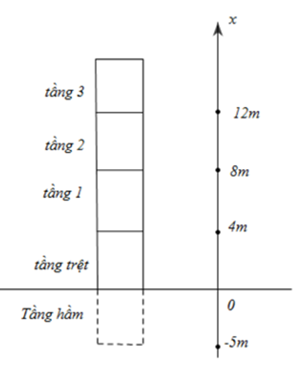 x
tầng 3
12m
tầng 2
8m
tầng 1
4m
tầng trệt
0
Tầng hầm
-5m